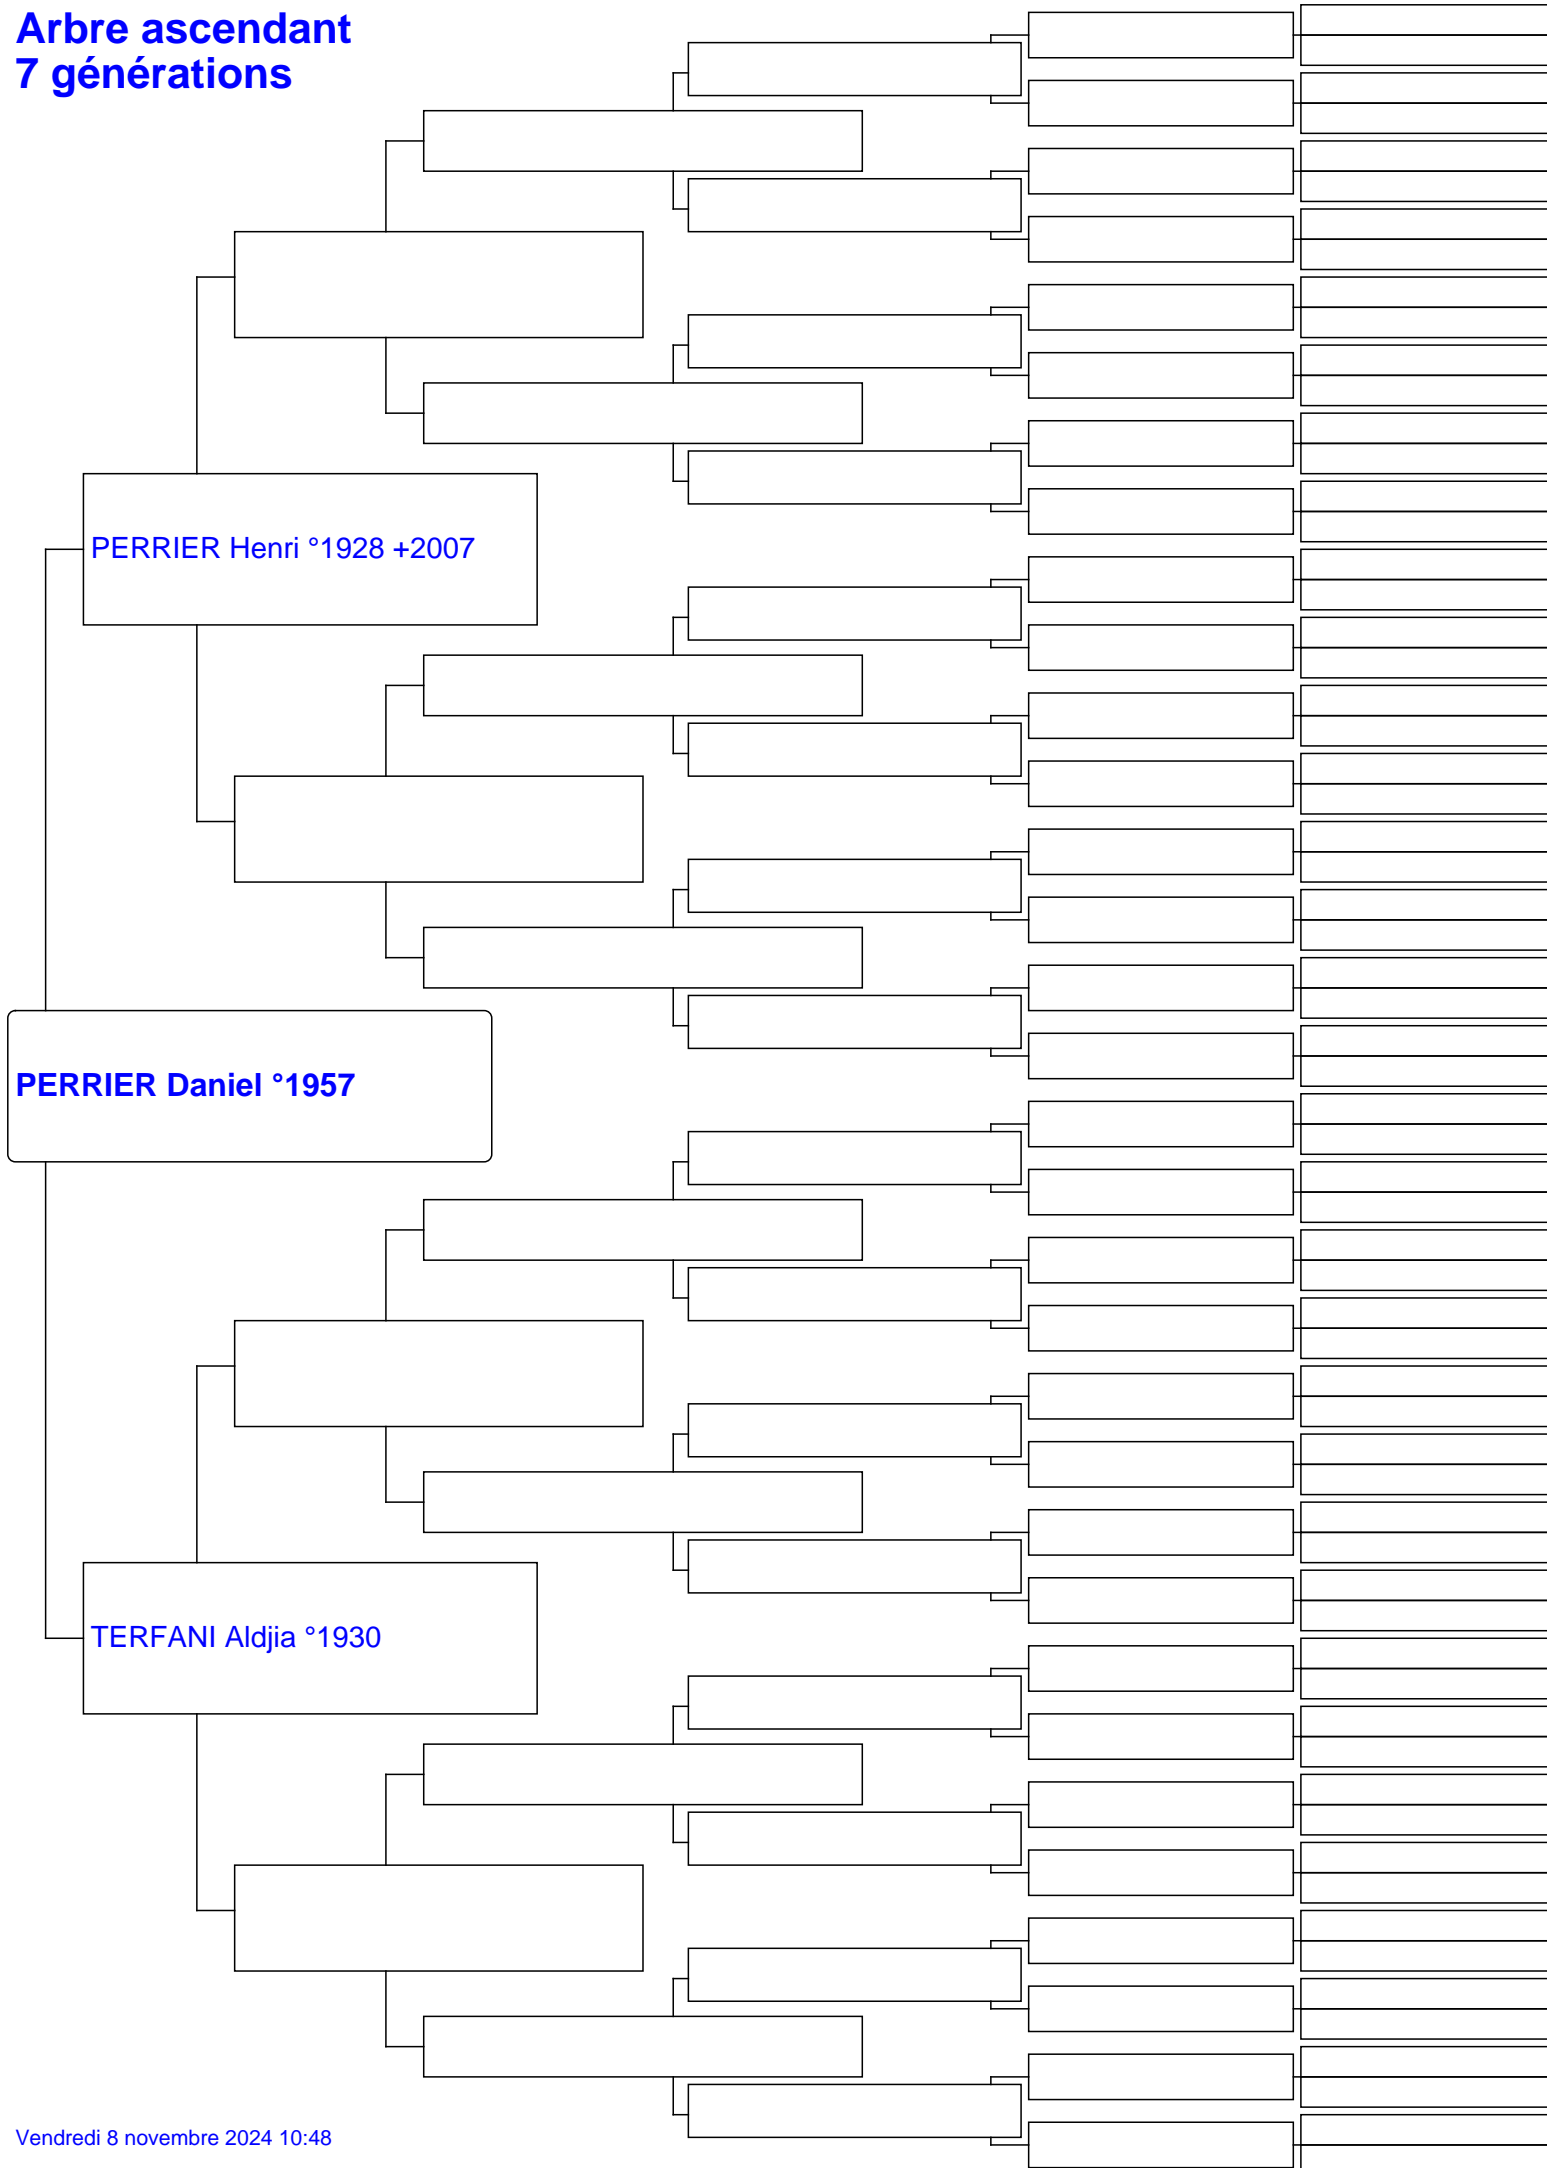 Arbre ascendant
7 générations
PERRIER Henri °1928 +2007
PERRIER Daniel °1957
TERFANI Aldjia °1930
Vendredi 8 novembre 2024 10:48